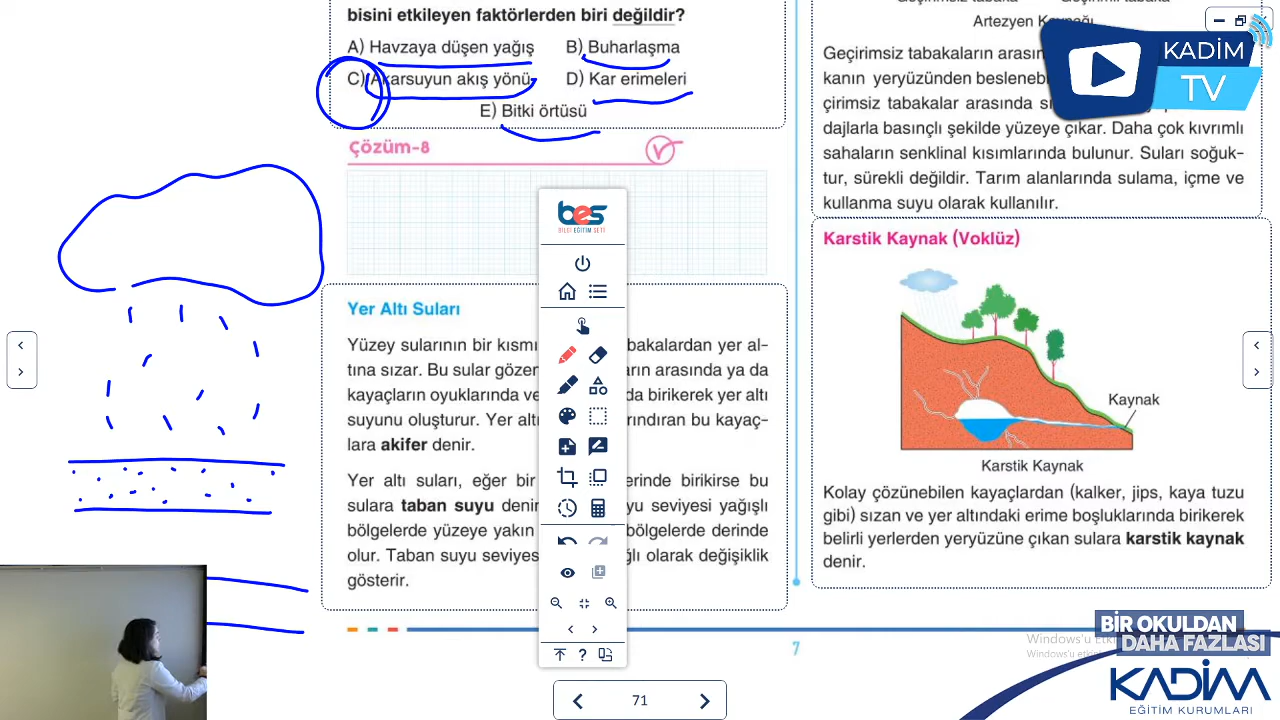 bisini etkileyen faktörlerden biri değildir?
A) Havzaya düşen yağış B) Buharlaşma
C) Akarsuyun akış yönü D) Kar erimeleri
E) Bitki örtüsü
Çözüm-8
Yer Altı Suları
Yüzey sularının bir kısmı bakalardan yer al-
tına sızar. Bu sular gözen arın arasında ya da
kayaçların oyuklarında ve da birikerek yer altı
suyunu oluşturur. Yer altı rındıran bu kayaç-
lara akifer denir.
Yer altı suları, eğer bir erinde birikirse bu
sulara taban suyu denir yu seviyesi yağışlı
bölgelerde yüzeye yakın bölgelerde derinde
olur. Taban suyu seviyes ğlı olarak değişiklik
gösterir.
bes
BİLGİ EĞİTİM SETİ
71
Artezyen Kaynağı
Geçirimsiz tabakaların arasın
kanın yeryüzünden beslenebi
çirimsiz tabakalar arasında
dajlarla basınçlı şekilde yüzeye çıkar. Daha çok kıvrımlı
sahaların senklinal kısımlarında bulunur. Suları soğuk-
tur, sürekli değildir. Tarım alanlarında sulama, içme ve
kullanma suyu olarak kullanılır.
Karstik Kaynak (Voklüz)
Kaynak
Karstik Kaynak
Kolay çözünebilen kayaçlardan (kalker, jips, kaya tuzu
gibi) sızan ve yer altındaki erime boşluklarında birikerek
belirli yerlerden yeryüzüne çıkan sulara karstik kaynak
denir.
7
KADİM
TV
Windows'u Etki
Windows'u etki
BİR OKULDAN
DAHA FAZLASI
KADİM
EĞİTİM KURUMLARI